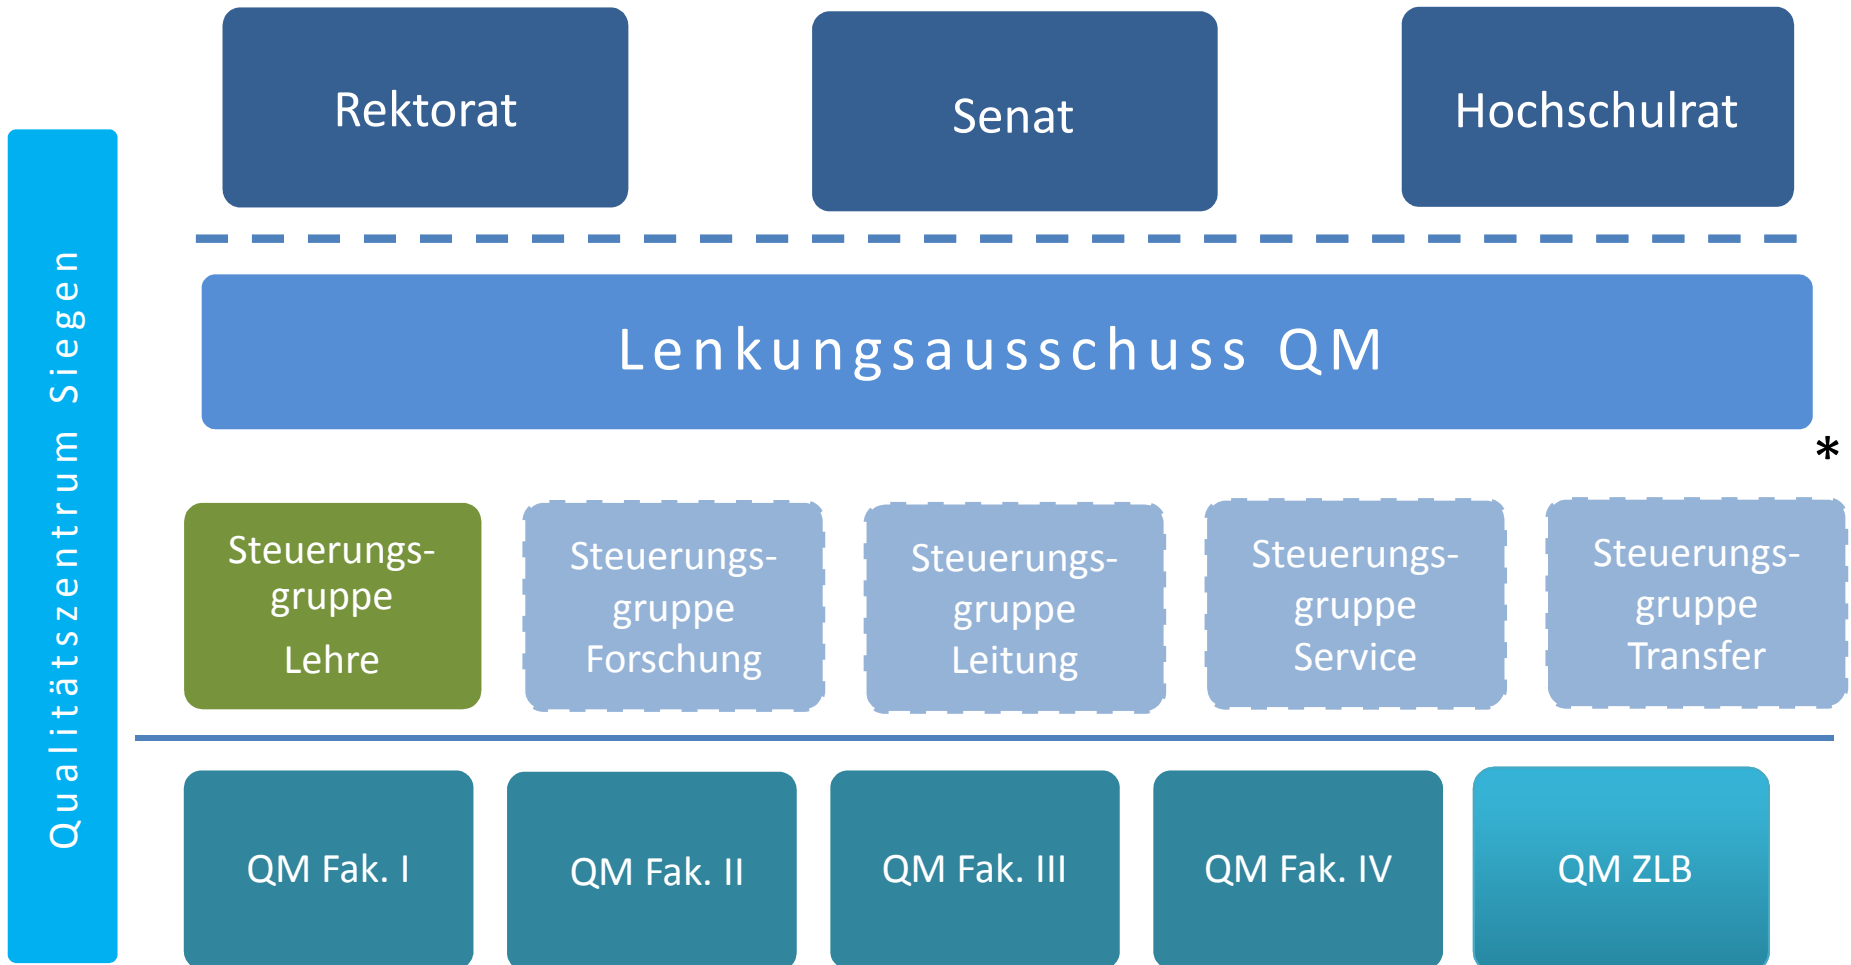 Rektorat
Senat
Hochschulrat
Qualitätszentrum Siegen
Lenkungsausschuss QM
*
Steuerungs-
gruppe
Lehre
Steuerungs-
gruppe
Forschung
Steuerungs-
gruppe
Leitung
Steuerungs-
gruppe
Service
Steuerungs-
gruppe
Transfer
QM Fak. I
QM Fak. II
QM Fak. III
QM Fak. IV
QM ZLB